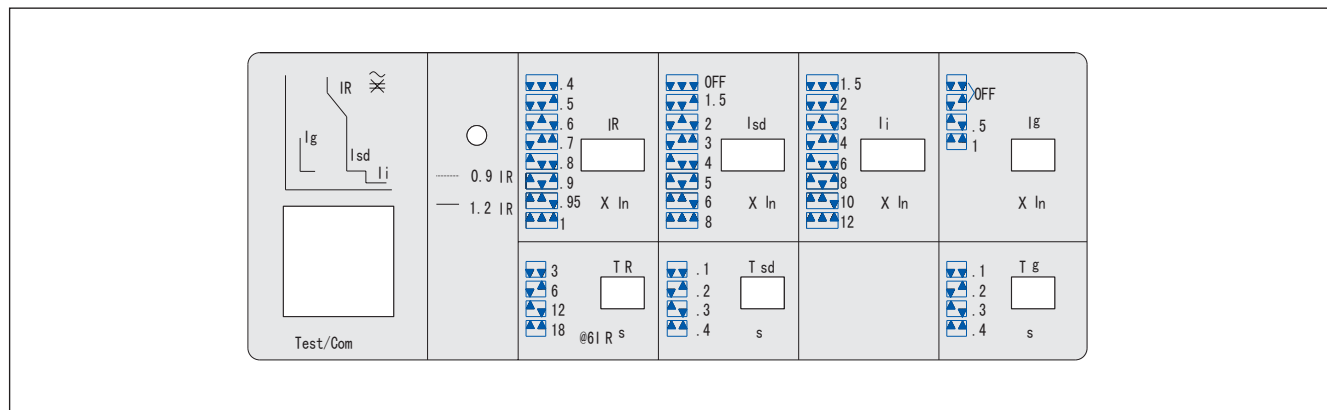 IR
Ig
Isd
Ii
Test/Com
0.9 IR
1.2 IR
.4
.5
.6
.7
.8
.9
.95
1
IR
X In
OFF
1.5
2
3
4
5
6
8
Isd
X In
1.5
2
3
4
6
8
10
12
Ii
X In
OFF
.5
1
Ig
X In
3
6
12
18
TR
@6IR s
.1
.2
.3
.4
Tsd
s
.1
.2
.3
.4
Tg
s